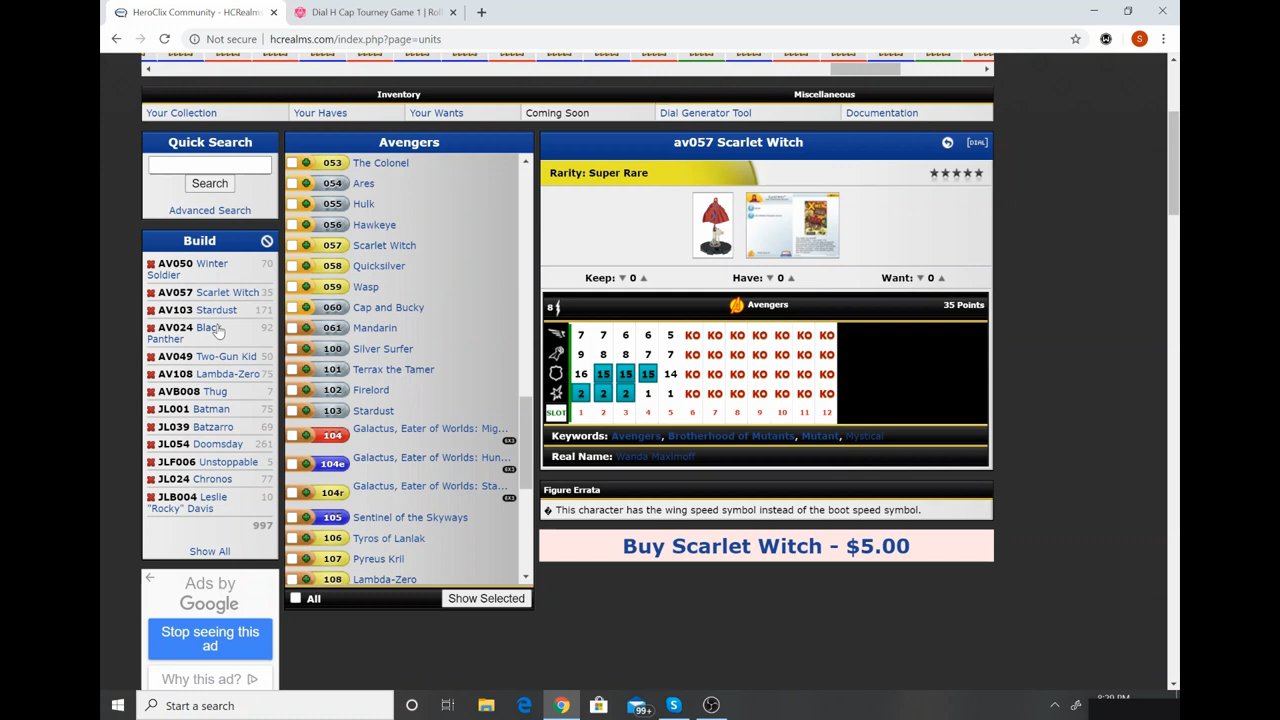 HeroClix Community - HCRealms
Dial H Cap Tourney Game 1 | Roll
Not secure
hcrealms.com/index.php?page=units
Inventory
Miscellaneous
Your Collection
Your Haves
Your Wants
Coming Soon
Dial Generator Tool
Documentation
Quick Search
Search
Advanced Search
Build
AV050 Winter
Soldier 70
AV057 Scarlet Witch 35
AV103 Stardust 171
AV024 Black
Panther 92
AV049 Two-Gun Kid 50
AV108 Lambda-Zero 75
AVB008 Thug 7
JL001 Batman 75
JL039 Batzarro 69
JL054 Doomsday 261
JLF006 Unstoppable 5
JL024 Chronos 77
JLB004 Leslie
"Rocky" Davis 10
997
Show All
Ads by
Google
Stop seeing this
ad
Why this ad?
Avengers
053 The Colonel
054 Ares
055 Hulk
056 Hawkeye
057 Scarlet Witch
058 Quicksilver
059 Wasp
060 Cap and Bucky
061 Mandarin
100 Silver Surfer
101 Terrax the Tamer
102 Firelord
103 Stardust
104 Galactus, Eater of Worlds: Mig...
104e Galactus, Eater of Worlds: Hun...
104r Galactus, Eater of Worlds: Sta...
105 Sentinel of the Skyways
106 Tyros of Lanlak
107 Pyreus Kril
108 Lambda-Zero
All
Show Selected
av057 Scarlet Witch
[DIAL]
Rarity: Super Rare
Keep: 0
Have: 0
Want: 0
8
Avengers
35 Points
7 7 6 6 5 KO KO KO KO KO KO KO
9 8 8 7 7 KO KO KO KO KO KO KO
16 15 15 15 14 KO KO KO KO KO KO KO
2 2 2 1 1 KO KO KO KO KO KO KO
SLOT 1 2 3 4 5 6 7 8 9 10 11 12
Keywords: Avengers, Brotherhood of Mutants, Mutant, Mystical
Real Name: Wanda Maximoff
Figure Errata
This character has the wing speed symbol instead of the boot speed symbol.
Buy Scarlet Witch - $5.00
Start a search
99+